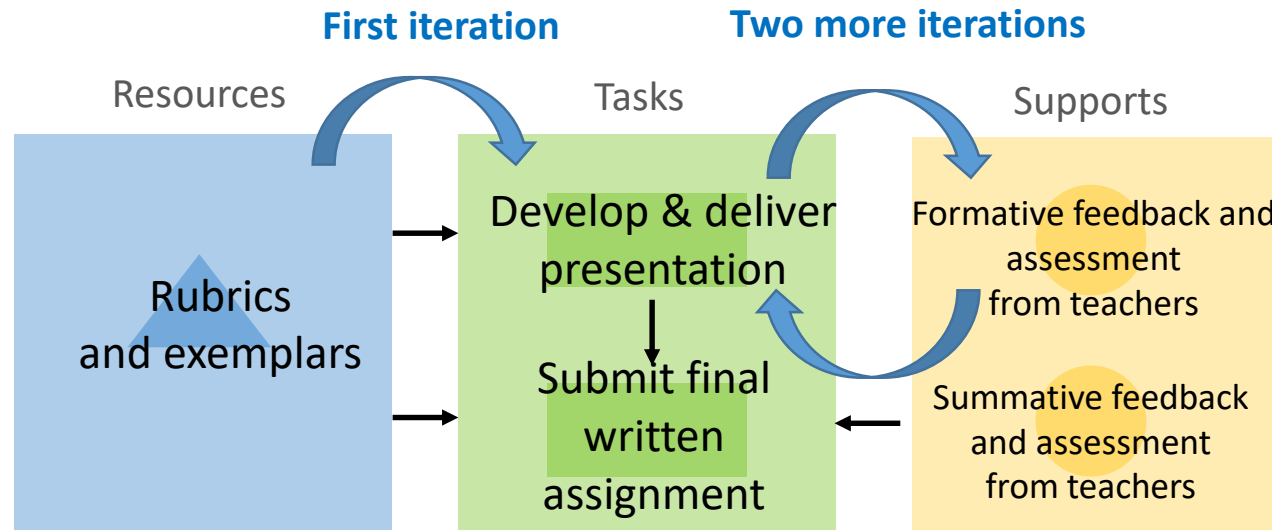 First iteration
Two more iterations
Resources
Tasks
Supports
Rubrics
and exemplars
Develop & deliver
presentation
Submit final
written
assignment
Formative feedback and
assessment
from teachers
Summative feedback
and assessment
from teachers